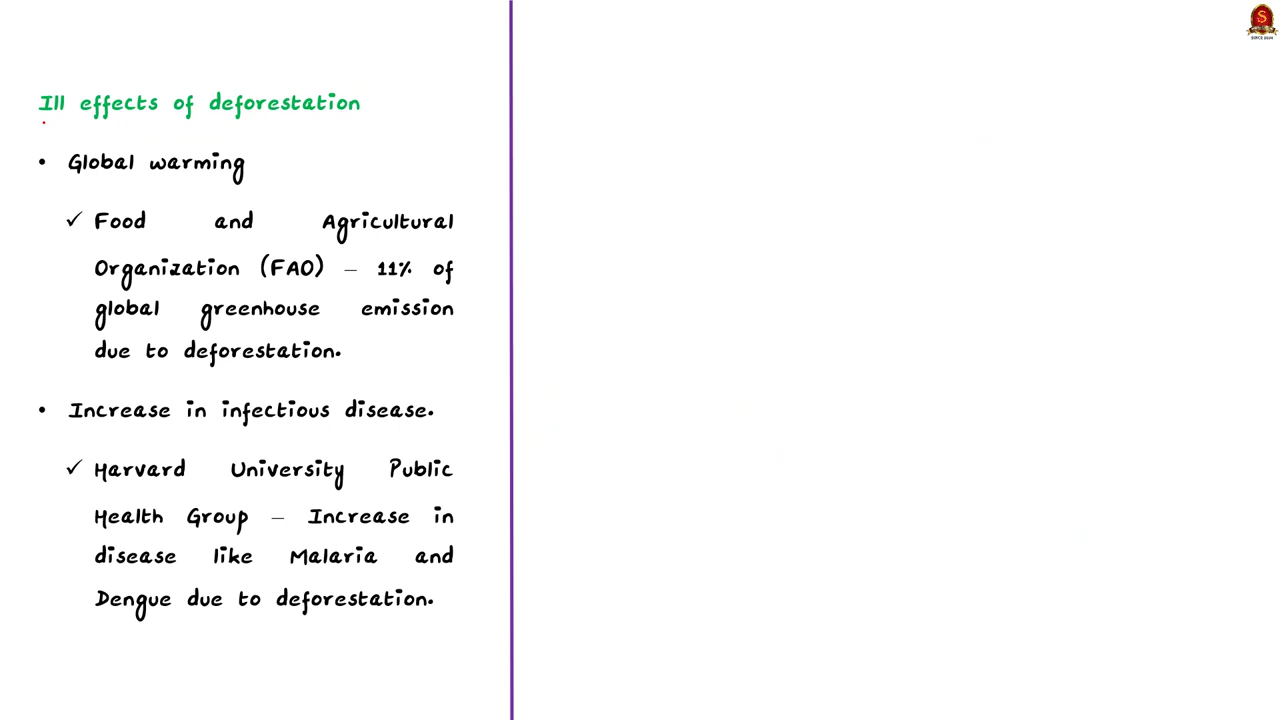 Ill effects of deforestation
• Global warming
✓ Food and Agricultural
Organization (FAO) – 11% of
global greenhouse emission
due to deforestation.
• Increase in infectious disease.
✓ Harvard University Public
Health Group – Increase in
disease like Malaria and
Dengue due to deforestation.
S
SINCE 2004